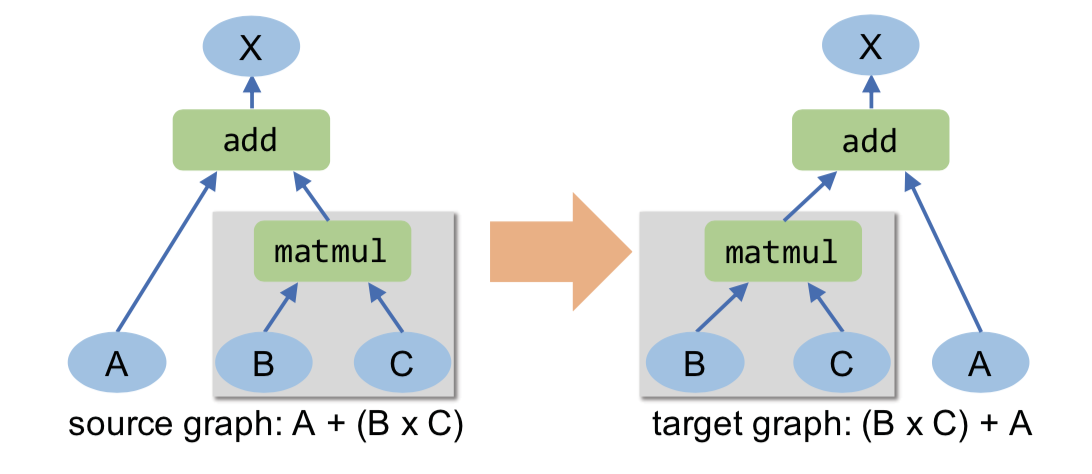 X
add
matmul
A
B
C
source graph: A + (B x C)
X
add
matmul
B
C
A
target graph: (B x C) + A